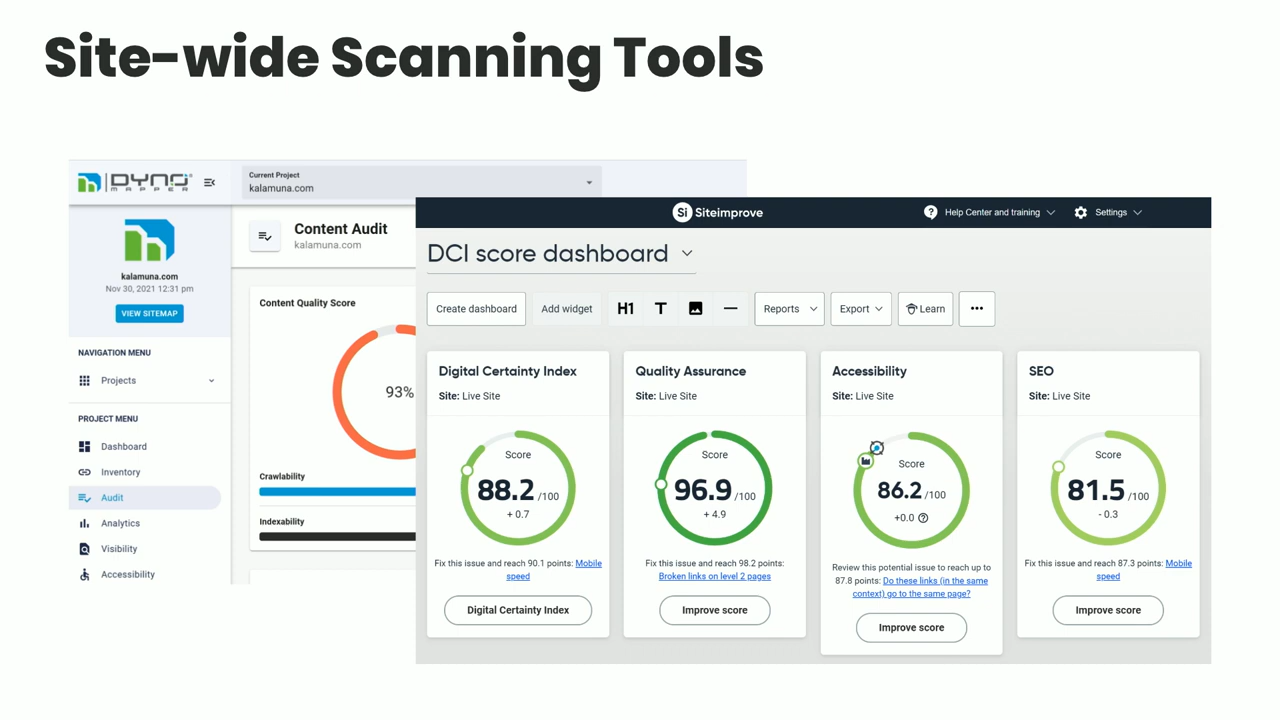 Site-wide Scanning Tools
DYNO
MAPPER
Current Project
kalamuna.com
kalamuna.com
Nov 30, 2021 12:31 pm
VIEW SITEMAP
NAVIGATION MENU
Projects
PROJECT MENU
Dashboard
Inventory
Audit
Analytics
Visibility
Accessibility
Content Audit
kalamuna.com
Content Quality Score
93%
Crawlability
Indexability
Si Siteimprove
Help Center and training
Settings
DCI score dashboard
Create dashboard
Add widget
H1
T
Reports
Export
Learn
Digital Certainty Index
Site: Live Site
Score
88.2 /100
+ 0.7
Fix this issue and reach 90.1 points: Mobile
speed
Digital Certainty Index
Quality Assurance
Site: Live Site
Score
96.9 /100
+ 4.9
Fix this issue and reach 98.2 points:
Broken links on level 2 pages
Improve score
Accessibility
Site: Live Site
Score
86.2 /100
+0.0
Review this potential issue to reach up to
87.8 points: Do these links (in the same
context) go to the same page?
Improve score
SEO
Site: Live Site
Score
81.5 /100
- 0.3
Fix this issue and reach 87.3 points: Mobile
speed
Improve score